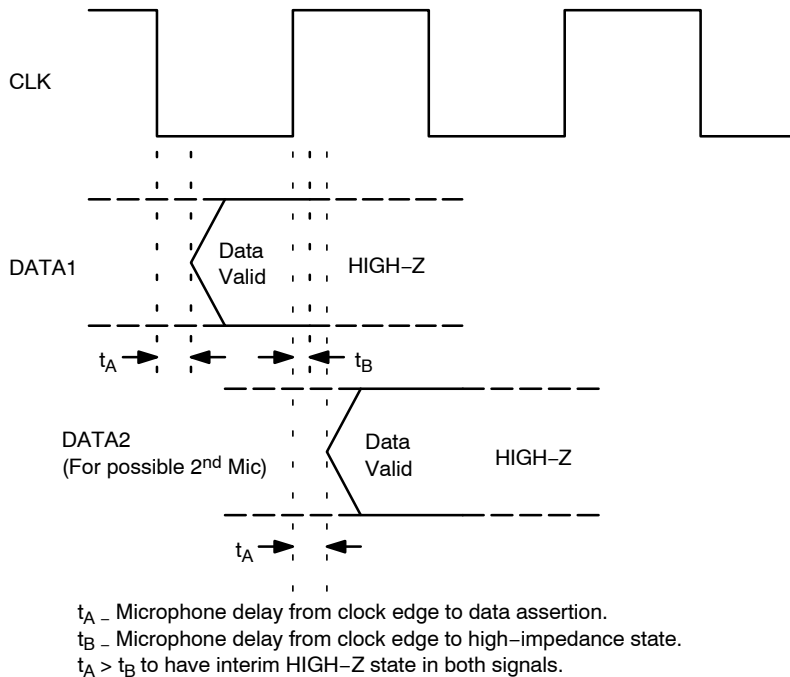 CLK
DATA1
Data
Valid
HIGH–Z
tA
tB
DATA2
(For possible 2nd Mic)
Data
Valid
HIGH–Z
tA
tA – Microphone delay from clock edge to data assertion.
tB – Microphone delay from clock edge to high–impedance state.
tA > tB to have interim HIGH–Z state in both signals.